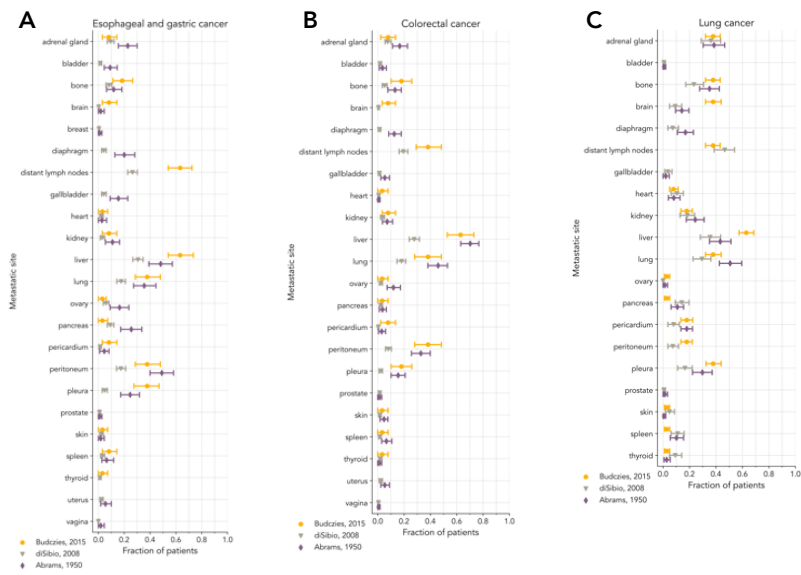 A
Esophageal and gastric cancer
adrenal gland
bladder
bone
brain
breast
diaphragm
distant lymph nodes
gallbladder
heart
kidney
liver
lung
ovary
pancreas
pericardium
peritoneum
pleura
prostate
skin
spleen
thyroid
uterus
vagina
Metastatic site
0.0 0.2 0.4 0.6 0.8 1.0
Fraction of patients
Budczies, 2015
diSibio, 2008
Abrams, 1950
B
Colorectal cancer
adrenal gland
bladder
bone
brain
diaphragm
distant lymph nodes
gallbladder
heart
kidney
liver
lung
ovary
pancreas
pericardium
peritoneum
pleura
prostate
skin
spleen
thyroid
uterus
vagina
Metastatic site
0.0 0.2 0.4 0.6 0.8 1.0
Fraction of patients
Budczies, 2015
diSibio, 2008
Abrams, 1950
C
Lung cancer
adrenal gland
bladder
bone
brain
diaphragm
distant lymph nodes
gallbladder
heart
kidney
liver
lung
ovary
pancreas
pericardium
peritoneum
pleura
prostate
skin
spleen
thyroid
Metastatic site
0.0 0.2 0.4 0.6 0.8 1.0
Fraction of patients
Budczies, 2015
diSibio, 2008
Abrams, 1950